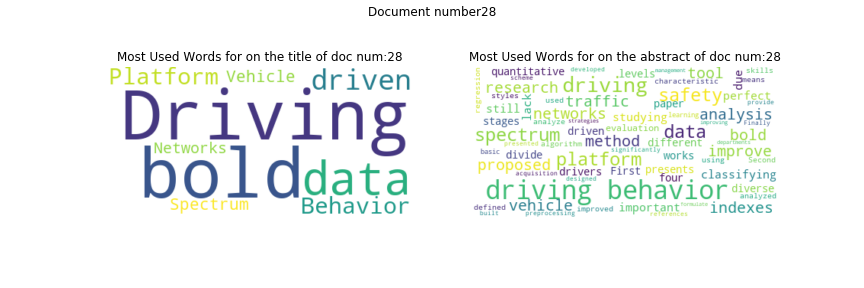 Document number28
Most Used Words for on the title of doc num:28
Platform Vehicle driven
Driving
Networks
bold data
Spectrum Behavior
Most Used Words for on the abstract of doc num:28
quantitative developed levels management characteristic due skills
regression scheme research driving tool means
styles lack used traffic safety perfect
still networks paper provide
stages studying learning analysis
spectrum driven evaluation data improving Finally
presented algorithm method different bold departments
basic divide significantly works improve
proposed platform using Second
acquisition drivers First presents classifying
designed four diverse
driving behavior analyzed
defined vehicle important formulate indexes
built preprocessing improved references
analyze strategies